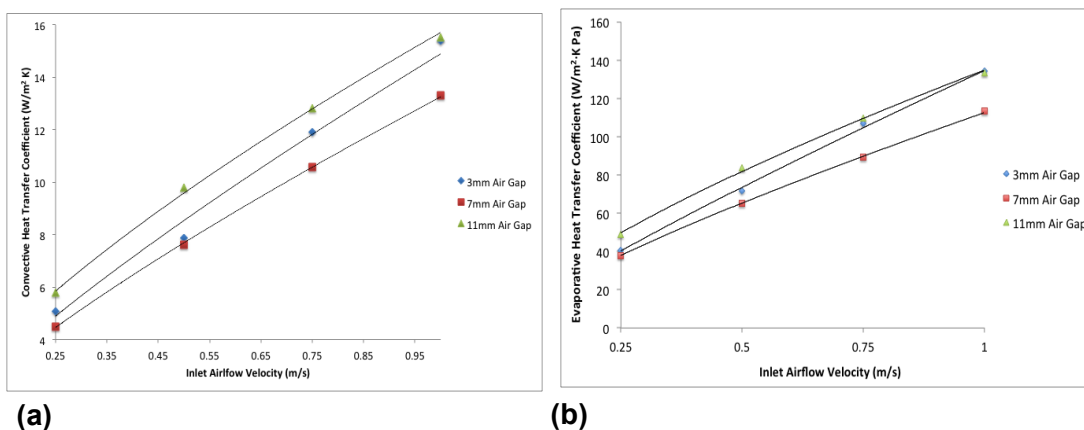 16
14
12
10
8
6
4
0.25 0.35 0.45 0.55 0.65 0.75 0.85 0.95
Convective Heat Transfer Coefficient (W/m² K)
Inlet Airlfow Velocity (m/s)
3mm Air Gap
7mm Air Gap
11mm Air Gap
(a)
160
140
120
100
80
60
40
20
0
0.25 0.5 0.75 1
Evaporative Heat Transfer Coefficient (W/m²·K Pa)
Inlet Airflow Velocity (m/s)
3mm Air Gap
7mm Air Gap
11mm Air Gap
(b)